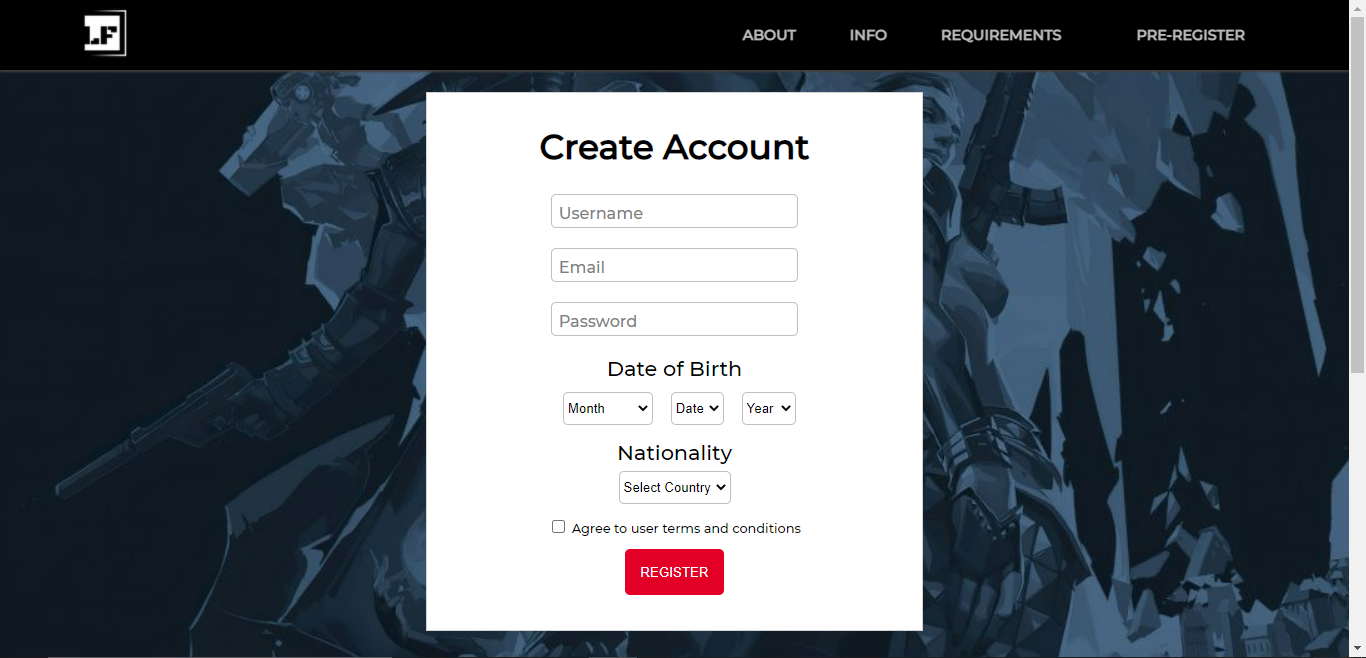 LF
ABOUT INFO REQUIREMENTS PRE-REGISTER
Create Account
Username
Email
Password
Date of Birth
Month Date Year
Nationality
Select Country
Agree to user terms and conditions
REGISTER